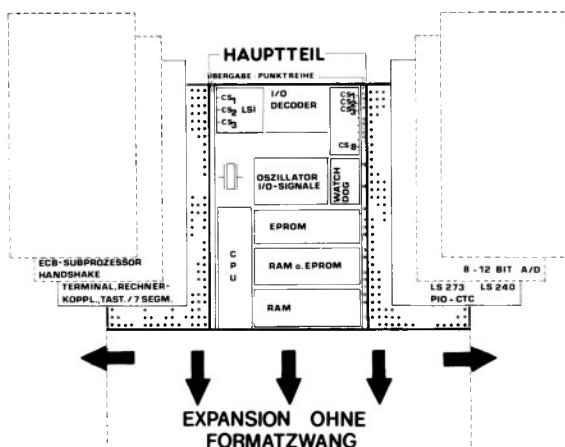 HAUPTTEIL
ÜBERGABE-PUNKTREIHE
CS1
CS2 LSI
CS3
I/O
DECODER
CS1
CS2
CS3
CS8
OSZILLATOR
I/O-SIGNALE
WATCH
DOG
EPROM
CPU
RAM o. EPROM
RAM
ECB-SUBPROZESSOR
HANDSHAKE
TERMINAL, RECHNER-
KOPPL., TAST. / 7 SEGM.
8-12 BIT A/D
LS 273 LS 240
PIO-CTC
EXPANSION OHNE
FORMATZWANG